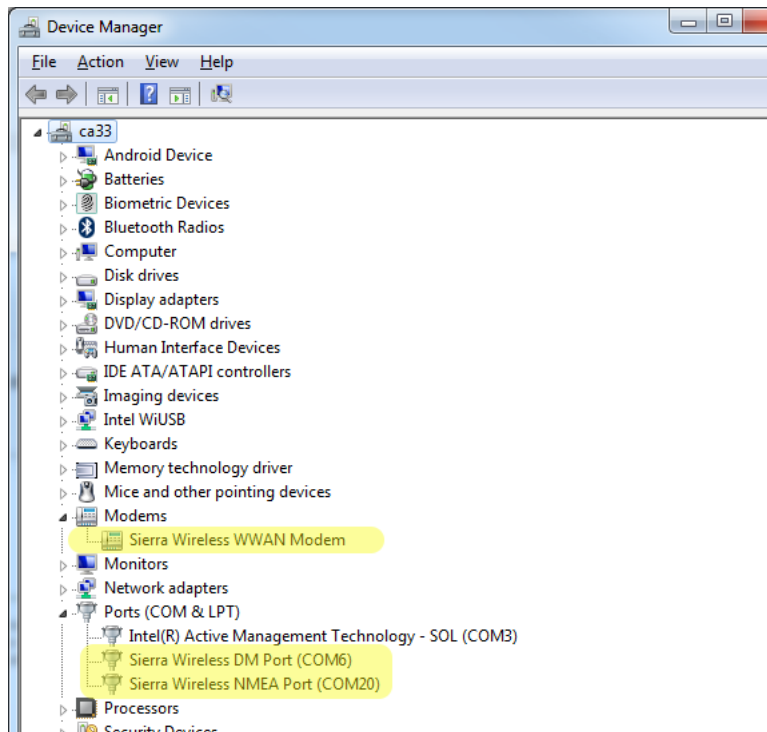 Device Manager
File Action View Help
ca33
Android Device
Batteries
Biometric Devices
Bluetooth Radios
Computer
Disk drives
Display adapters
DVD/CD-ROM drives
Human Interface Devices
IDE ATA/ATAPI controllers
Imaging devices
Intel WiUSB
Keyboards
Memory technology driver
Mice and other pointing devices
Modems
Sierra Wireless WWAN Modem
Monitors
Network adapters
Ports (COM & LPT)
Intel(R) Active Management Technology - SOL (COM3)
Sierra Wireless DM Port (COM6)
Sierra Wireless NMEA Port (COM20)
Processors
Security Devices